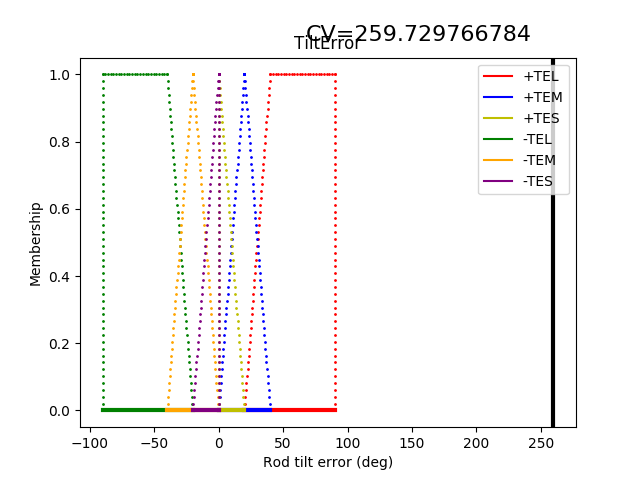 CV=259.729766784
TiltError
1.0
0.8
0.6
0.4
0.2
0.0
Membership
−100
−50
0
50
100
150
200
250
Rod tilt error (deg)
+TEL
+TEM
+TES
-TEL
-TEM
-TES